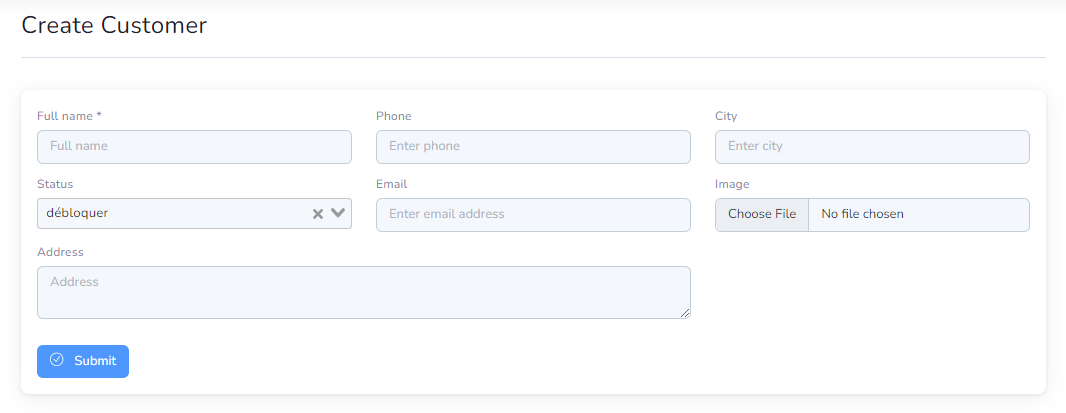 Create Customer
Full name *
Phone
City
Full name
Enter phone
Enter city
Status
Email
Image
débloquer
Enter email address
Choose File
No file chosen
Address
Address
Submit